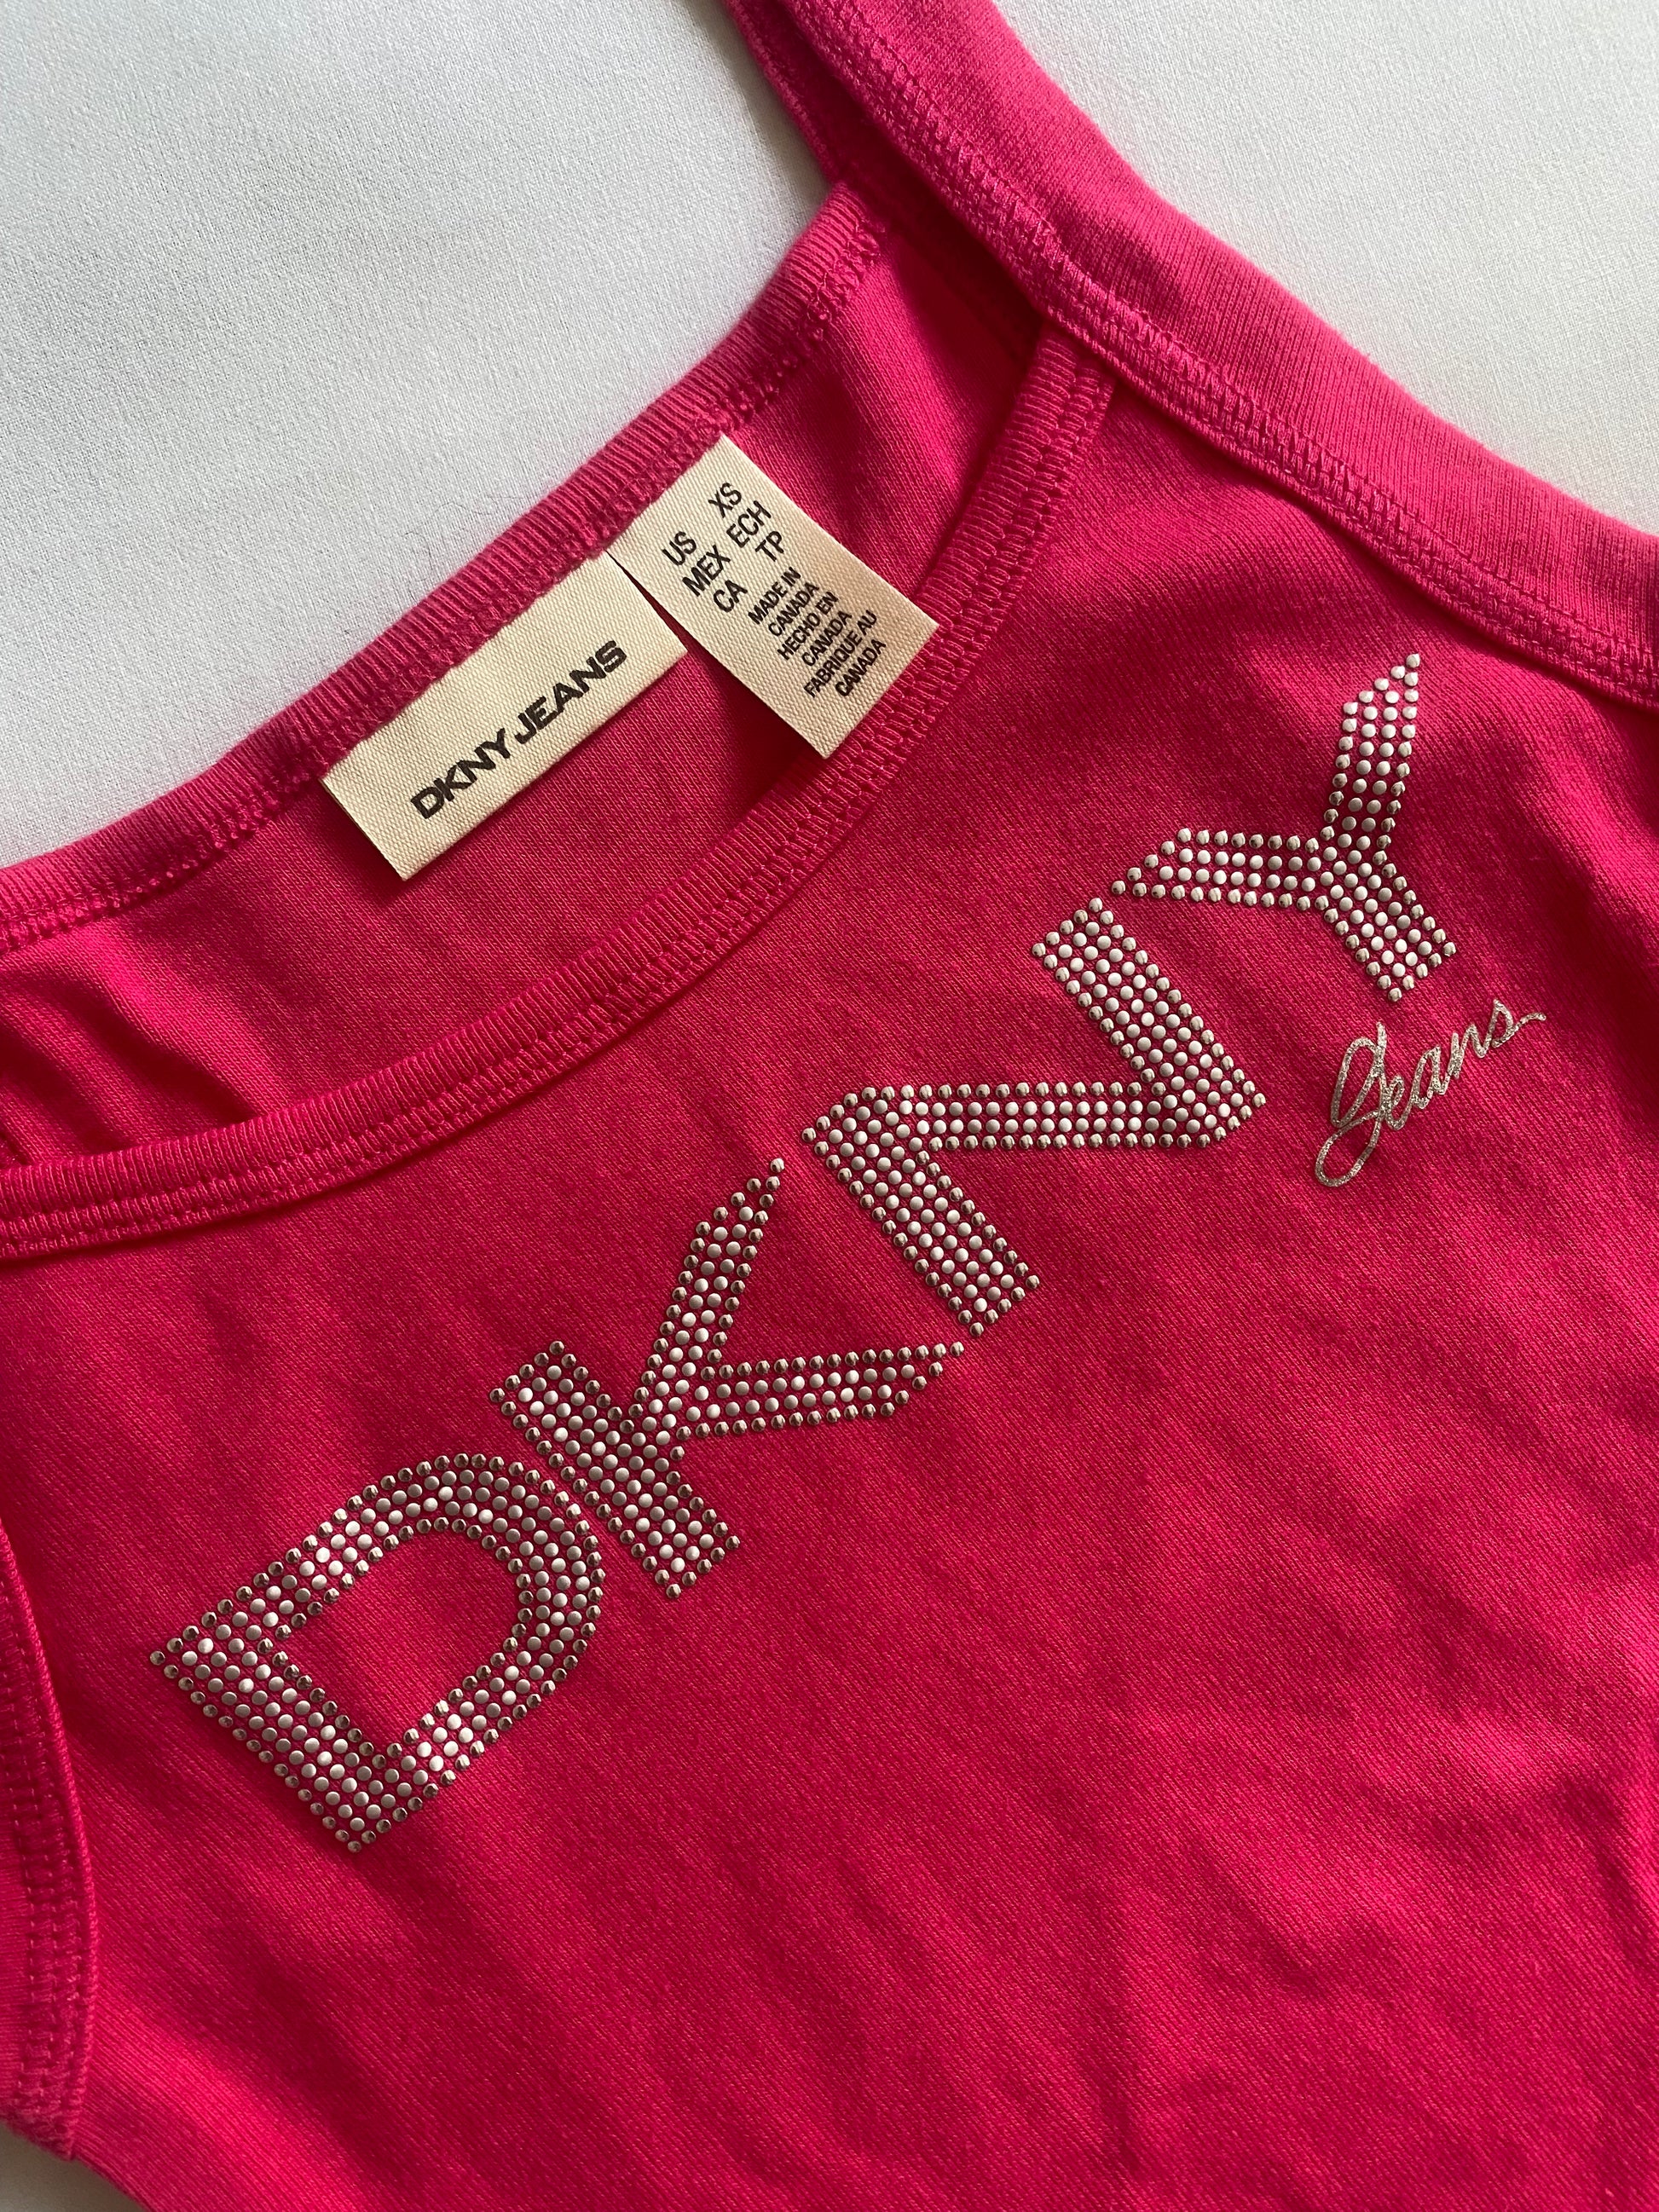 DKNY JEANS
US XS
MEX ECH
CA TP
MADE IN
CANADA
HECHO EN
CANADA
FABRIQUE AU
CANADA
DKNY
Jeans